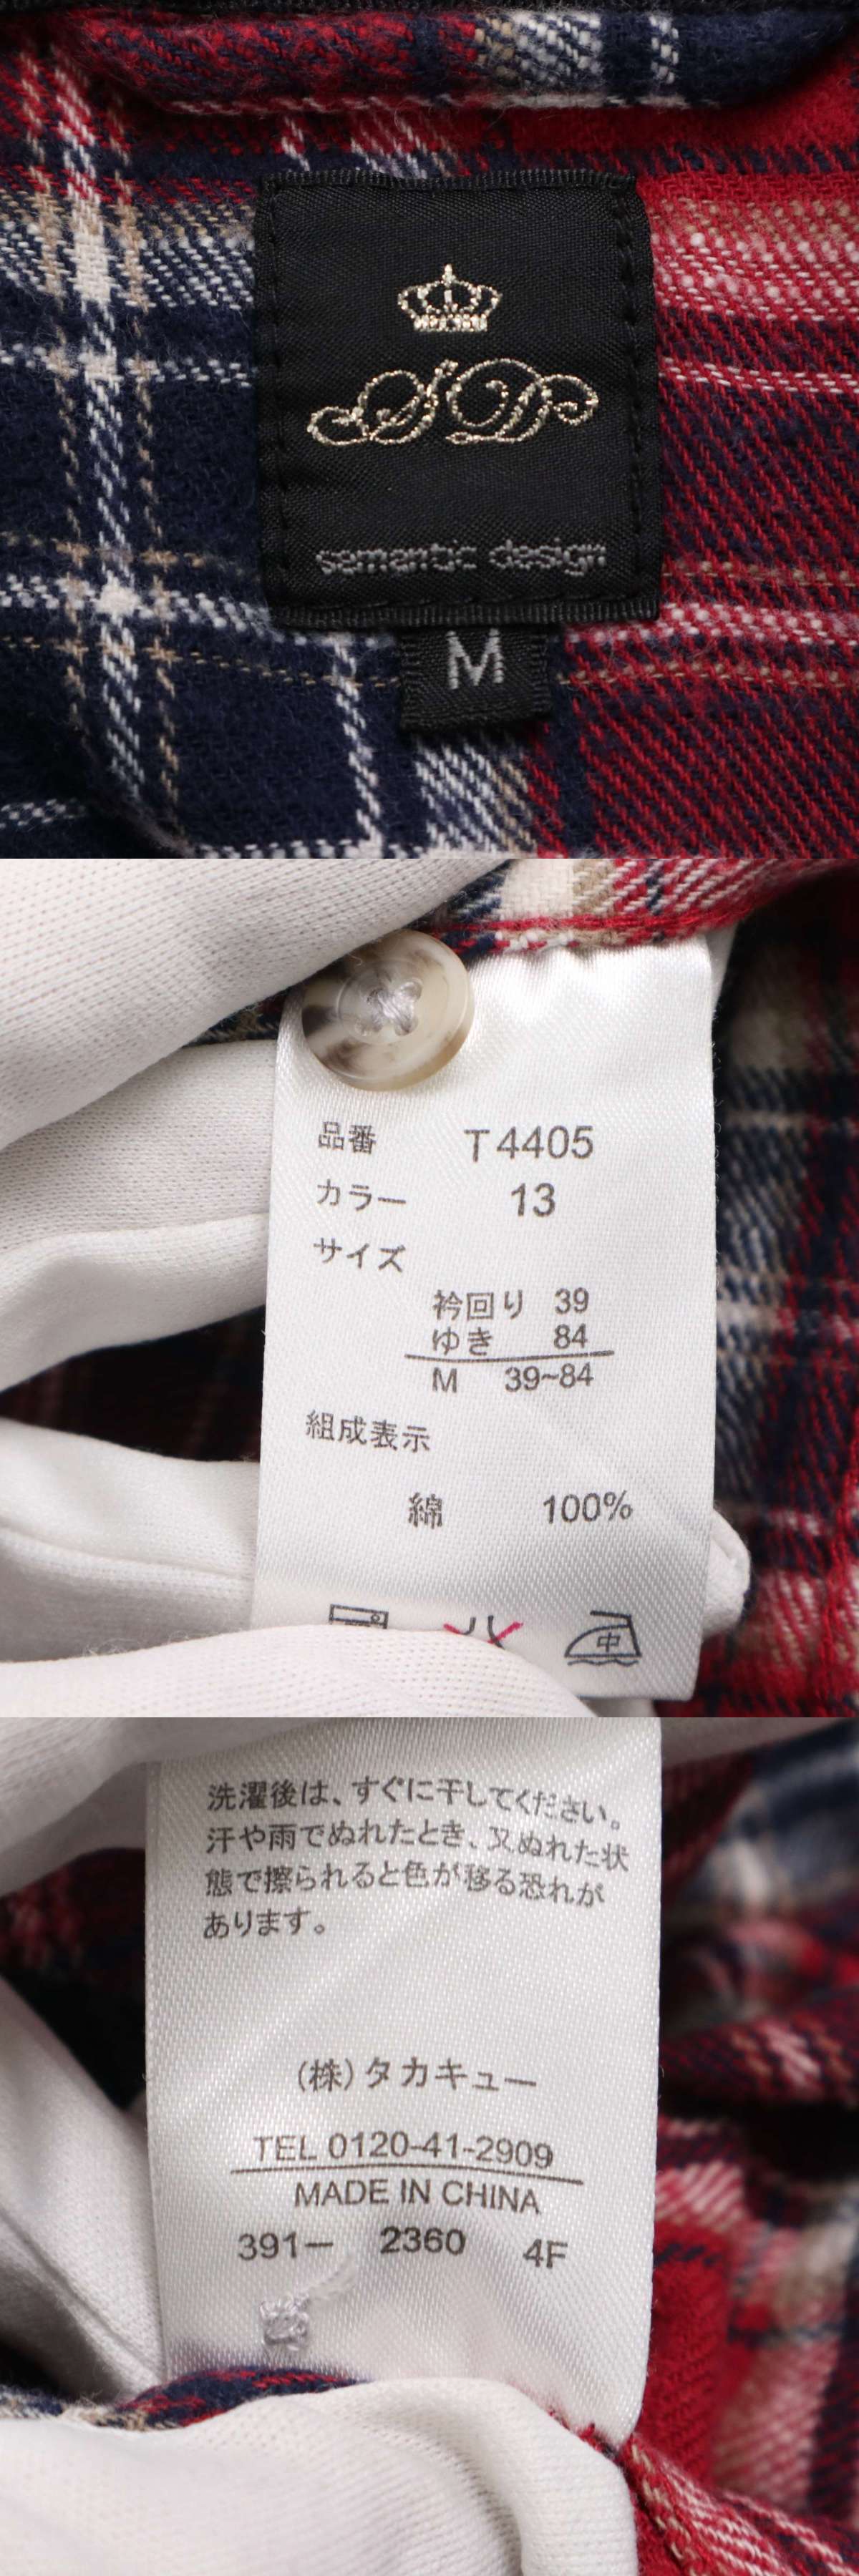 SD
semantic design
M
品番 T4405
カラー 13
サイズ
衿回り 39
ゆき 84
M 39~84
組成表示
綿 100%
中
洗濯後は、すぐに干してください。
汗や雨でぬれたとき、又ぬれた状
態で擦られると色が移る恐れが
あります。
(株)タカキュー
TEL 0120-41-2909
MADE IN CHINA
391- 2360 4F